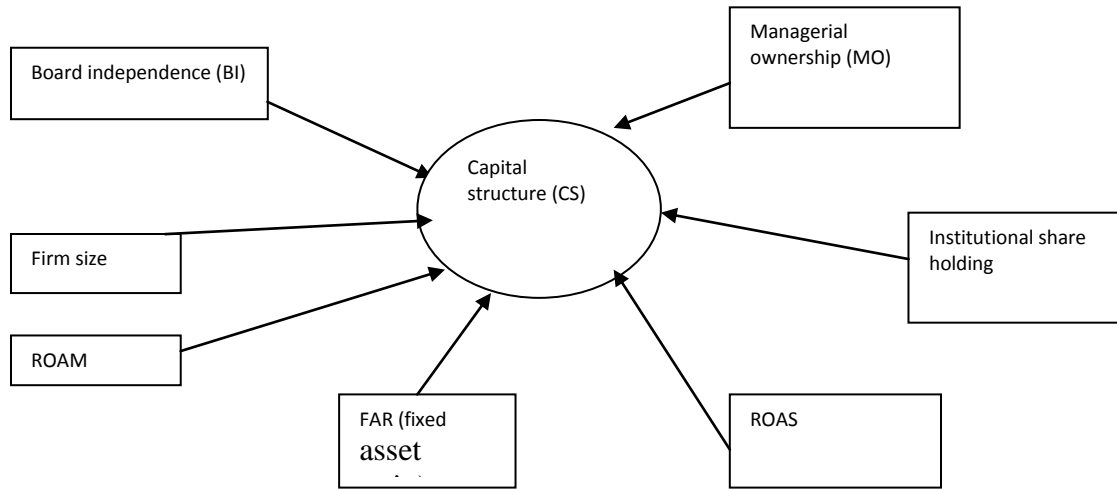 Managerial
ownership (MO)
Board independence (BI)
Capital
structure (CS)
Institutional share
holding
Firm size
ROAM
FAR (fixed
asset
ROAS